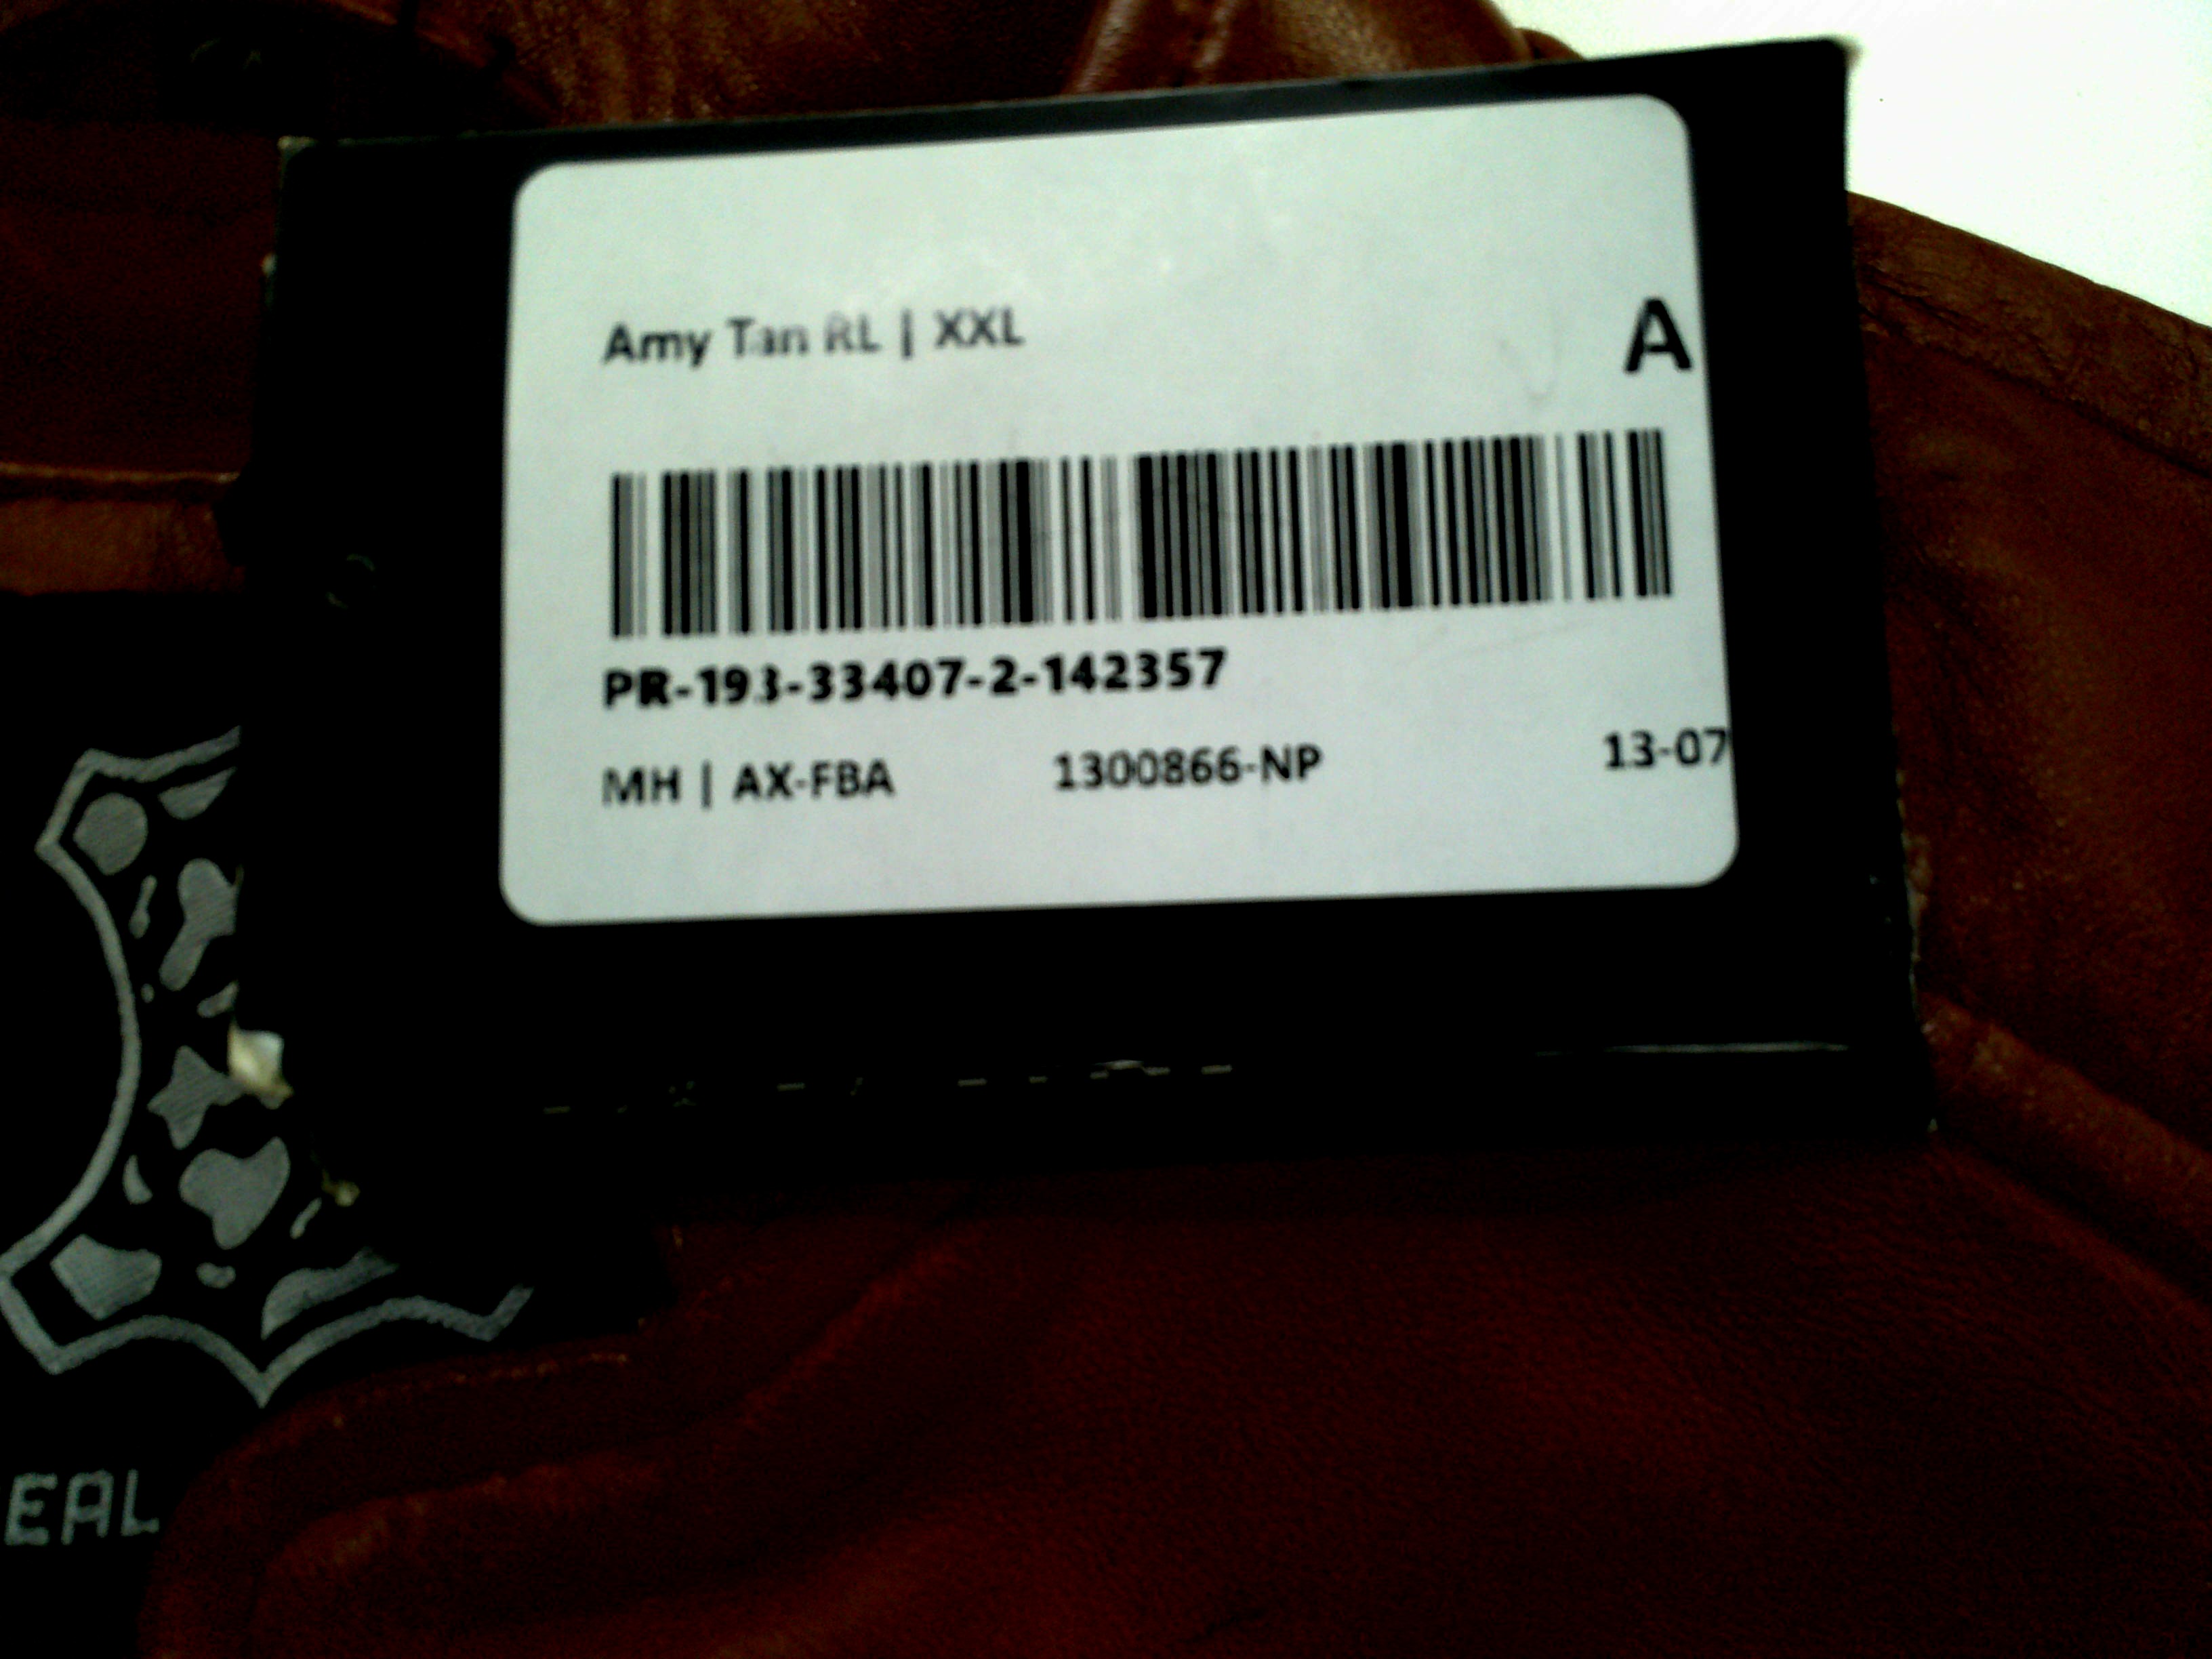 Amy Tan RL | XXL
A
PR-193-33407-2-142357
MH | AX-FBA 1300866-NP 13-07
EAL